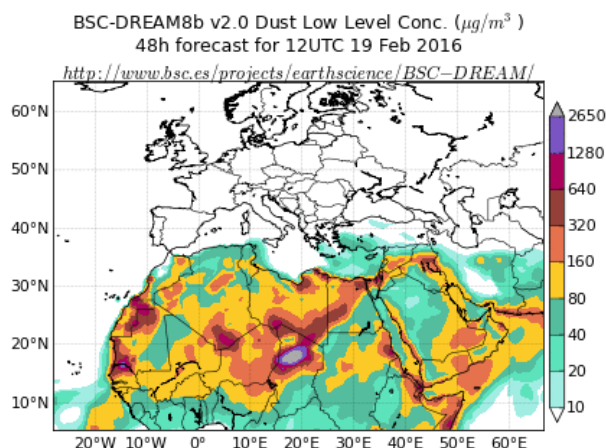 BSC-DREAM8b v2.0 Dust Low Level Conc. (μg/m³ )
48h forecast for 12UTC 19 Feb 2016
http://www.bsc.es/projects/earthscience/BSC−DREAM/
60°N
50°N
40°N
30°N
20°N
10°N
20°W 10°W 0° 10°E 20°E 30°E 40°E 50°E 60°E
2650
1280
640
320
160
80
40
20
10